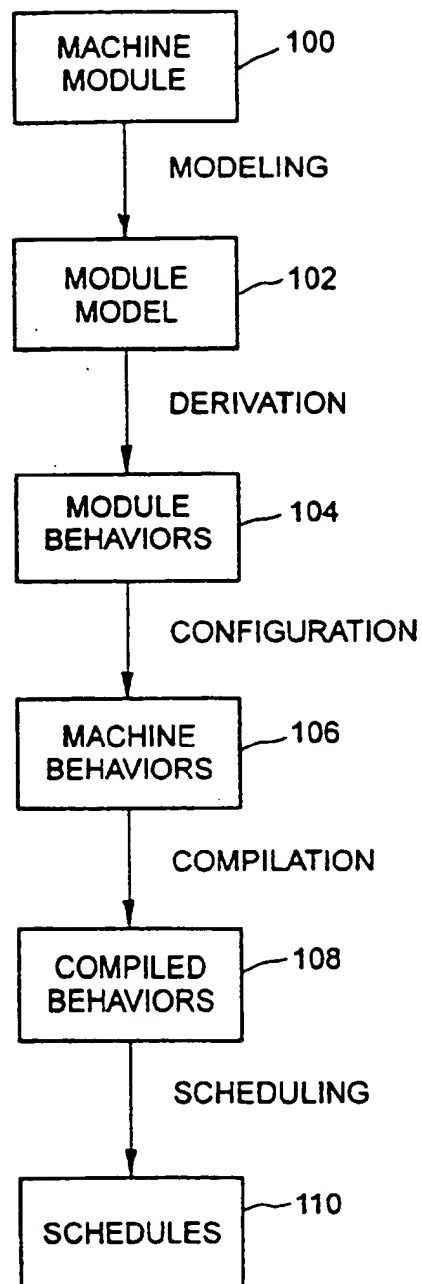 MACHINE
MODULE
100
MODELING
MODULE
MODEL
102
DERIVATION
MODULE
BEHAVIORS
104
CONFIGURATION
MACHINE
BEHAVIORS
106
COMPILATION
COMPILED
BEHAVIORS
108
SCHEDULING
SCHEDULES
110